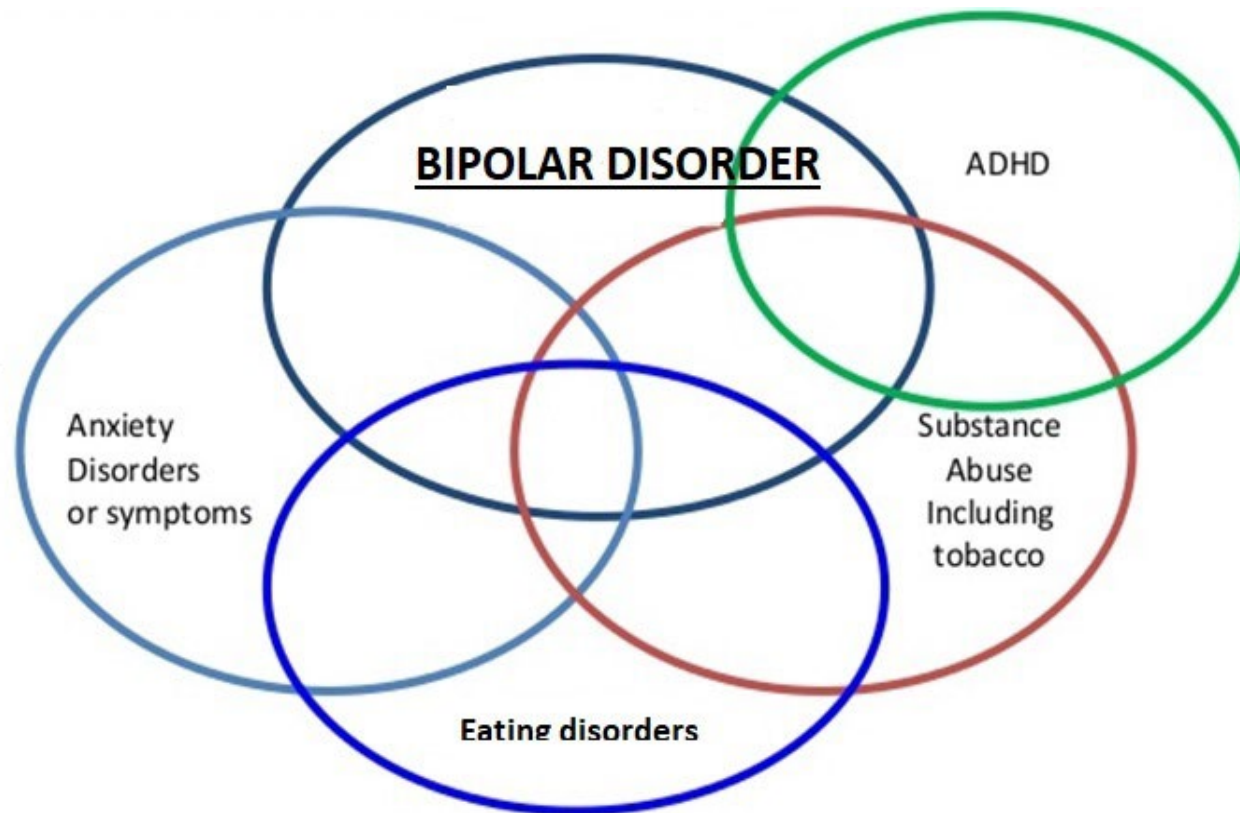 BIPOLAR DISORDER
ADHD
Anxiety
Disorders
or symptoms
Substance
Abuse
Including
tobacco
Eating disorders